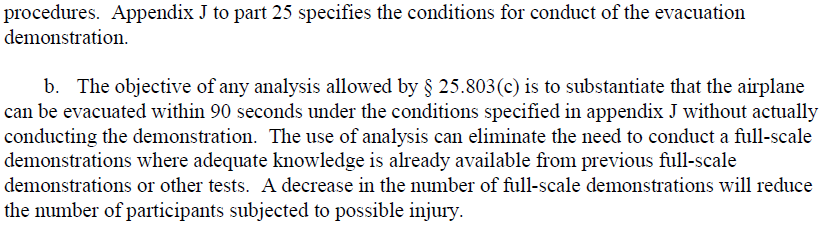 procedures.  Appendix J to part 25 specifies the conditions for conduct of the evacuation
demonstration.
b.   The objective of any analysis allowed by § 25.803(c) is to substantiate that the airplane
can be evacuated within 90 seconds under the conditions specified in appendix J without actually
conducting the demonstration.  The use of analysis can eliminate the need to conduct a full-scale
demonstrations where adequate knowledge is already available from previous full-scale
demonstrations or other tests.  A decrease in the number of full-scale demonstrations will reduce
the number of participants subjected to possible injury.